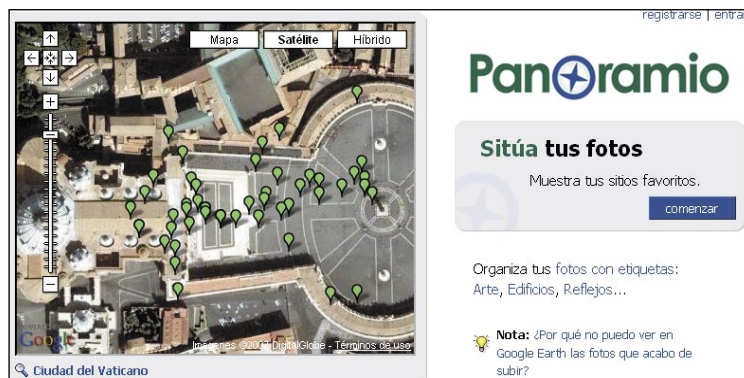 registrarse | entra
Mapa
Satélite
Híbrido
Panoramio
Sitúa tus fotos
Muestra tus sitios favoritos.
comenzar
Organiza tus fotos con etiquetas:
Arte, Edificios, Reflejos...
Nota: ¿Por qué no puedo ver en
Google Earth las fotos que acabo de
subir?
POWERED
Google
Imágenes ©2007 DigitalGlobe - Términos de uso
Ciudad del Vaticano